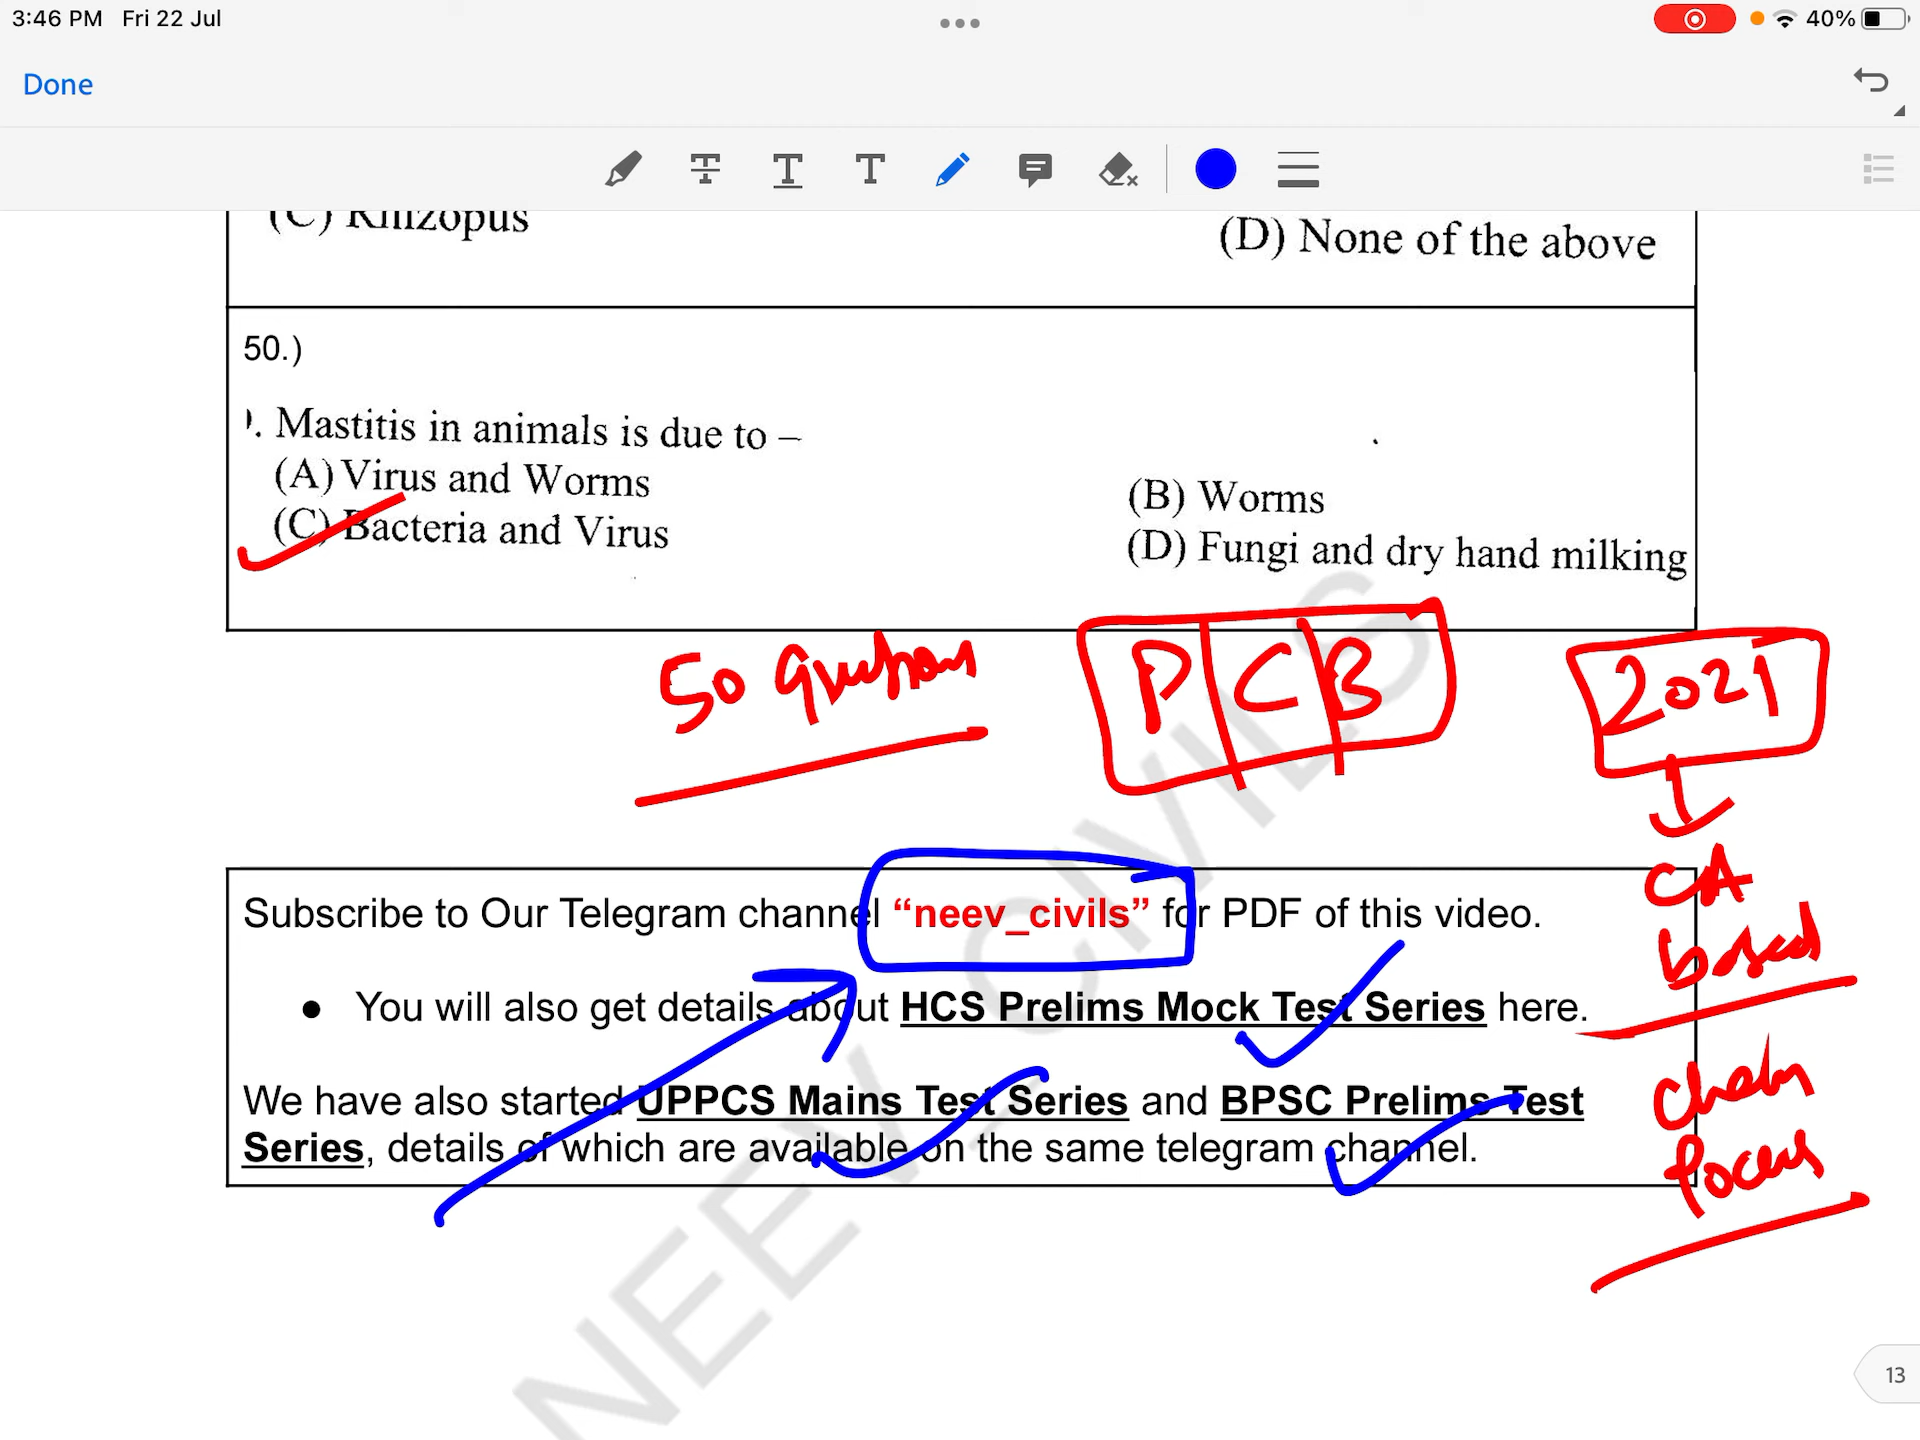 3:46 PM Fri 22 Jul
40%
Done
(C) Rhizopus
(D) None of the above
50.)
. Mastitis in animals is due to –
(A) Virus and Worms
(B) Worms
(C) Bacteria and Virus
(D) Fungi and dry hand milking
50 questions
P C B
2021
CA
based
Subscribe to Our Telegram channel “neev_civils” for PDF of this video.
● You will also get details about HCS Prelims Mock Test Series here.
We have also started UPPCS Mains Test Series and BPSC Prelims Test
Series, details of which are available on the same telegram channel.
focus
NEEV_CIVILS
13